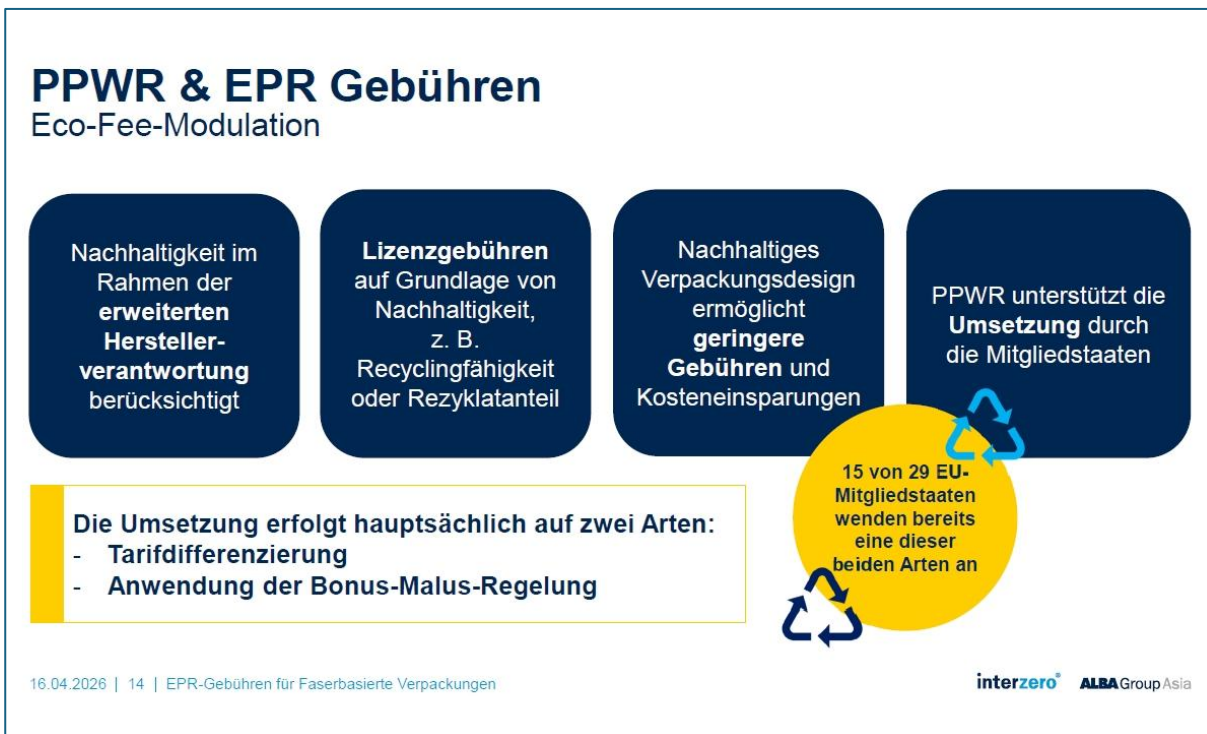 PPWR & EPR Gebühren
Eco-Fee-Modulation
Nachhaltigkeit im
Rahmen der
erweiterten
Hersteller-
verantwortung
berücksichtigt
Lizenzgebühren
auf Grundlage von
Nachhaltigkeit,
z. B.
Recyclingfähigkeit
oder Rezyklatanteil
Nachhaltiges
Verpackungsdesign
ermöglicht
geringere
Gebühren und
Kosteneinsparungen
PPWR unterstützt die
Umsetzung durch
die Mitgliedstaaten
15 von 29 EU-
Mitgliedstaaten
wenden bereits
eine dieser
beiden Arten an
Die Umsetzung erfolgt hauptsächlich auf zwei Arten:
- Tarifdifferenzierung
- Anwendung der Bonus-Malus-Regelung
16.04.2026 | 14 | EPR-Gebühren für Faserbasierte Verpackungen
interzero® ALBA Group Asia